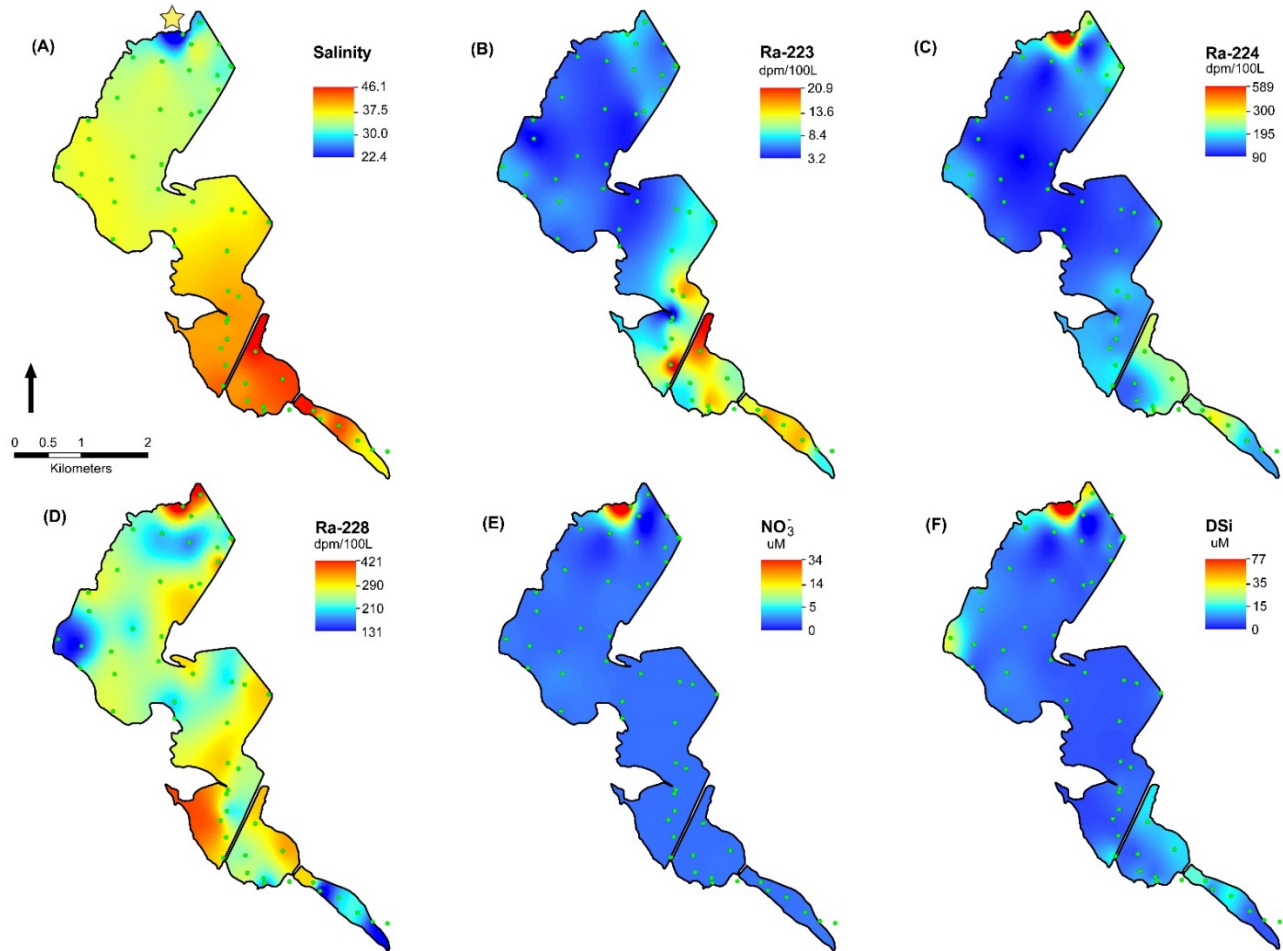 (A)
Salinity
46.1
37.5
30.0
22.4
(B)
Ra-223
dpm/100L
20.9
13.6
8.4
3.2
(C)
Ra-224
dpm/100L
589
300
195
90
0 0.5 1 2
Kilometers
(D)
Ra-228
dpm/100L
421
290
210
131
(E)
NO₃⁻
uM
34
14
5
0
(F)
DSi
uM
77
35
15
0